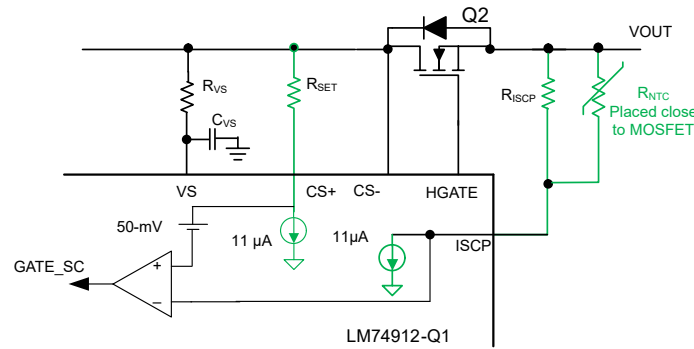 Q2
VOUT
RVS
RSET
RISCP
RNTC
Placed close
to MOSFET
CVS
VS
CS+
CS-
HGATE
50-mV
11 µA
11µA
ISCP
GATE_SC
+
–
LM74912-Q1